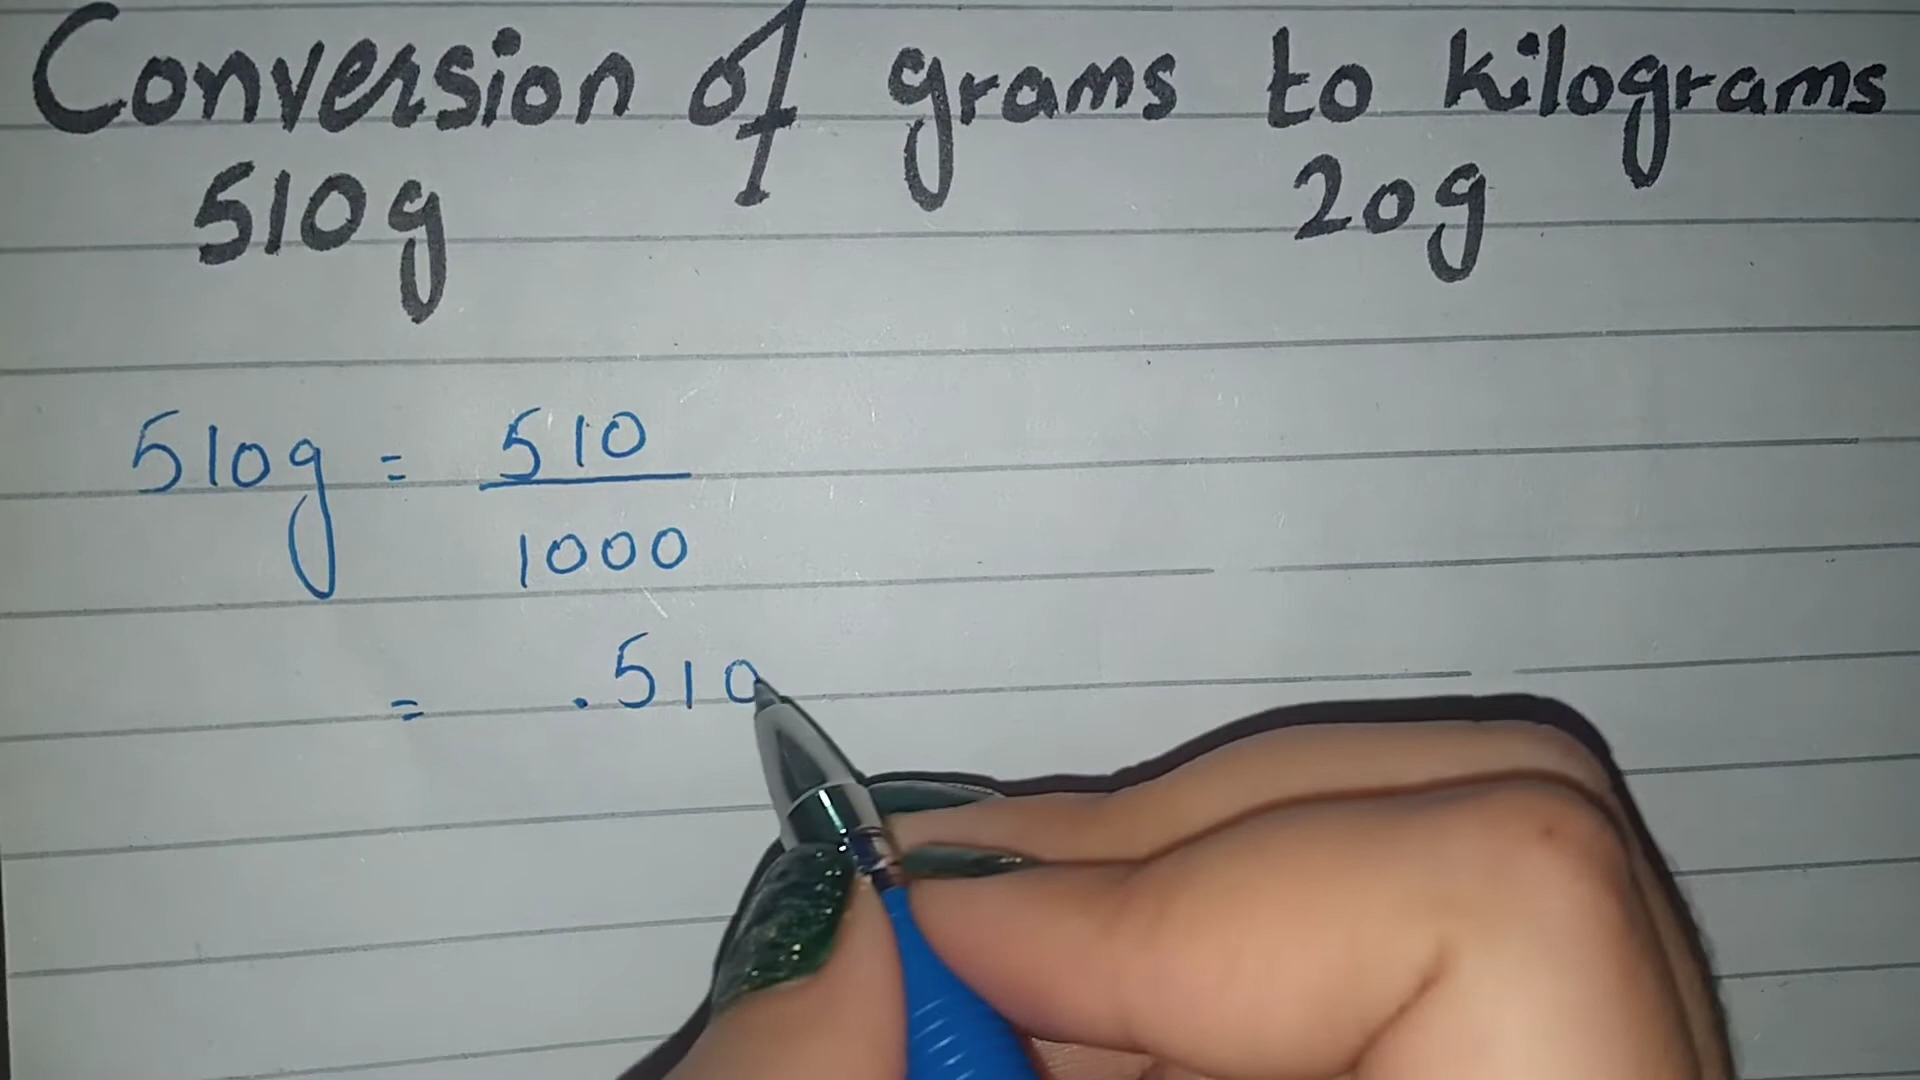 Conversion of grams to kilograms
510g 20g
510g = 510
1000
= .510